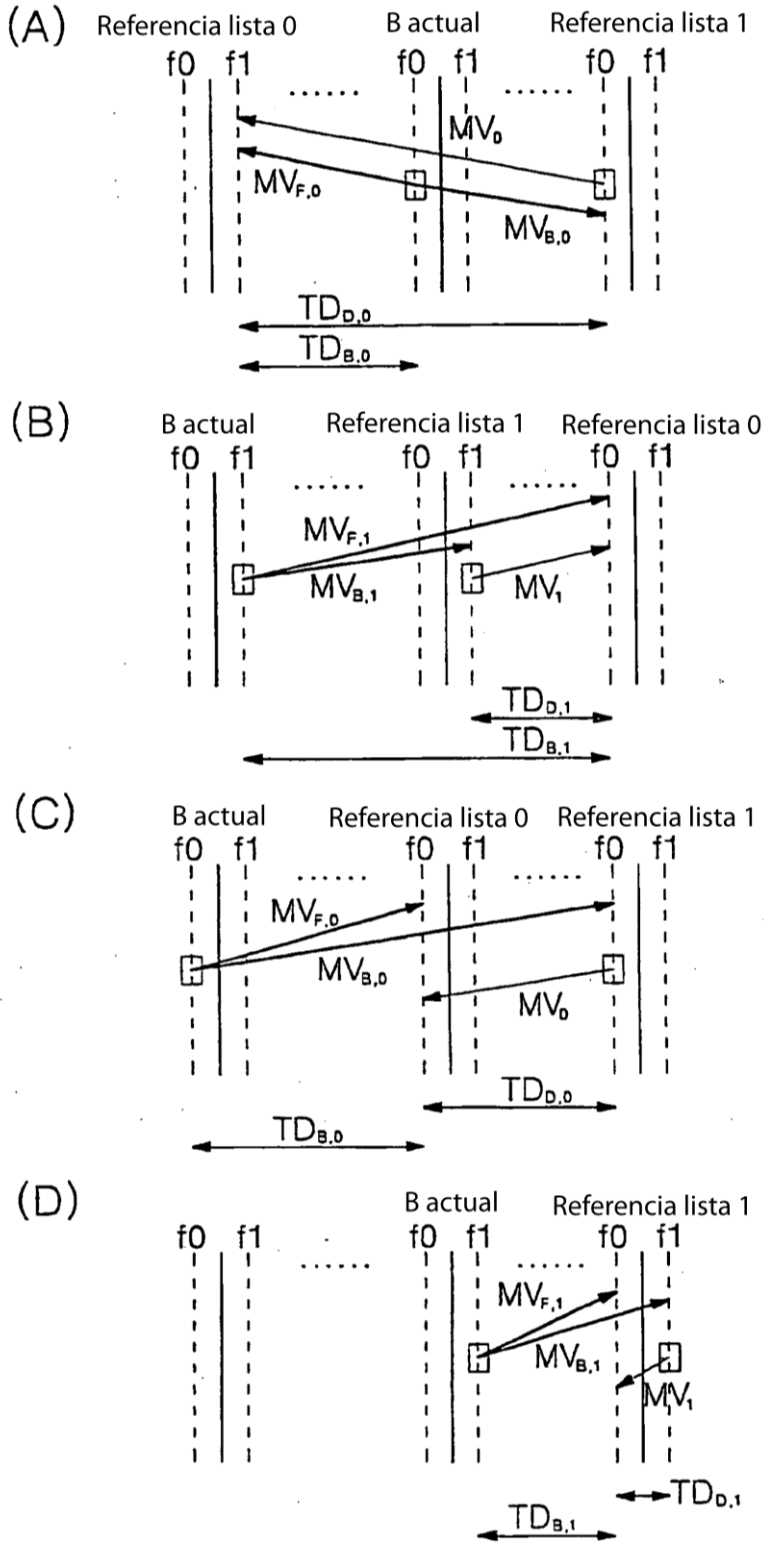 (A) Referencia lista 0 B actual Referencia lista 1
f0 f1 ...... f0 f1 ...... f0 f1
MV0
MVF,0
MVB,0
TDD,0
TDB,0
(B) B actual Referencia lista 1 Referencia lista 0
f0 f1 ...... f0 f1 ...... f0 f1
MVF,1
MVB,1 MV1
TDD,1
TDB,1
(C) B actual Referencia lista 0 Referencia lista 1
f0 f1 ...... f0 f1 ...... f0 f1
MVF,0
MVB,0
MV0
TDD,0
TDB,0
(D) B actual Referencia lista 1
f0 f1 ...... f0 f1 ...... f0 f1
MVF,1
MVB,1
MV1
TDD,1
TDB,1